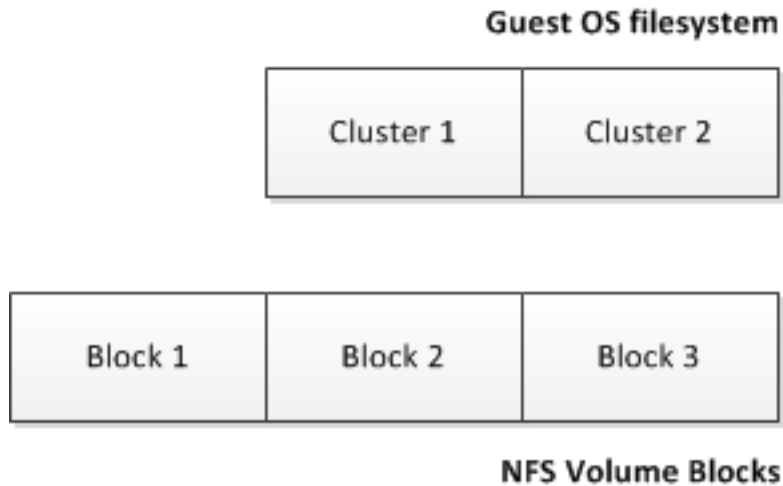 Guest OS filesystem
Cluster 1
Cluster 2
Block 1
Block 2
Block 3
NFS Volume Blocks